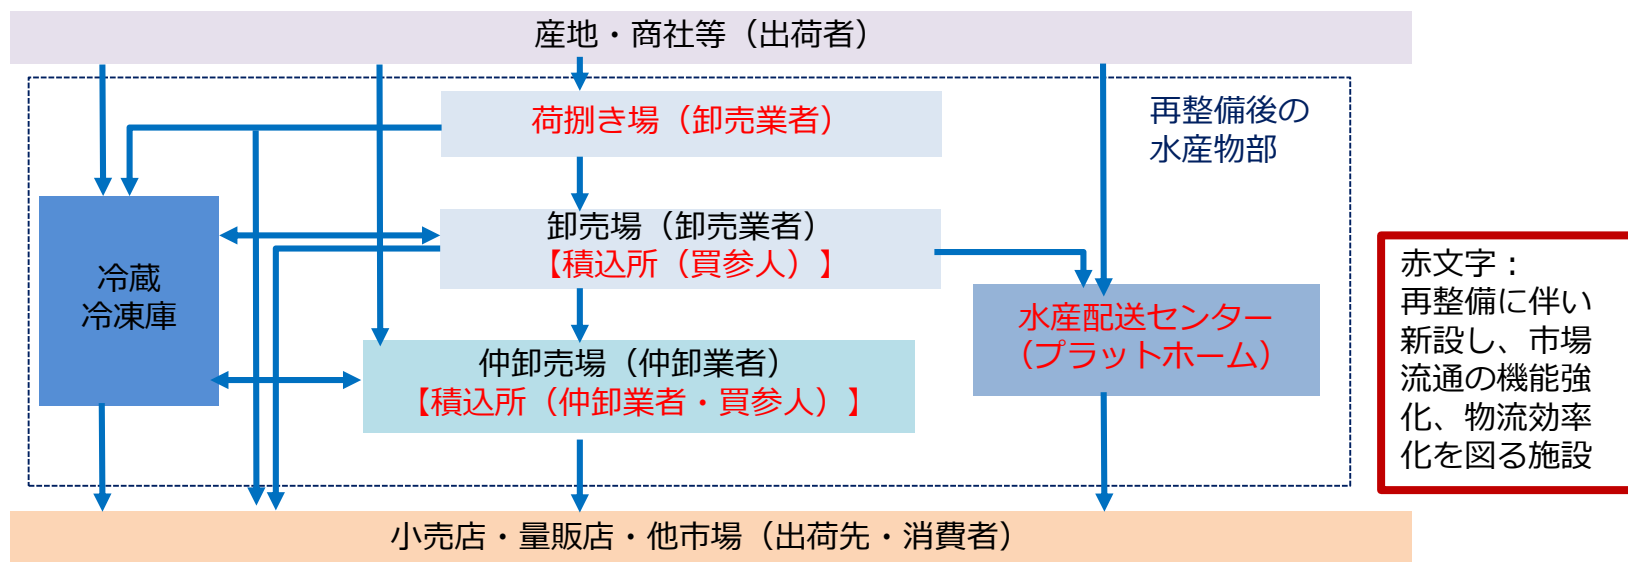 産地・商社等（出荷者）
荷捌き場（卸売業者）
再整備後の
水産物部
卸売場（卸売業者）
【積込所（買参人）】
冷蔵
冷凍庫
水産配送センター
（プラットホーム）
仲卸売場（仲卸業者）
【積込所（仲卸業者・買参人）】
赤文字：
再整備に伴い
新設し、市場
流通の機能強
化、物流効率
化を図る施設
小売店・量販店・他市場（出荷先・消費者）